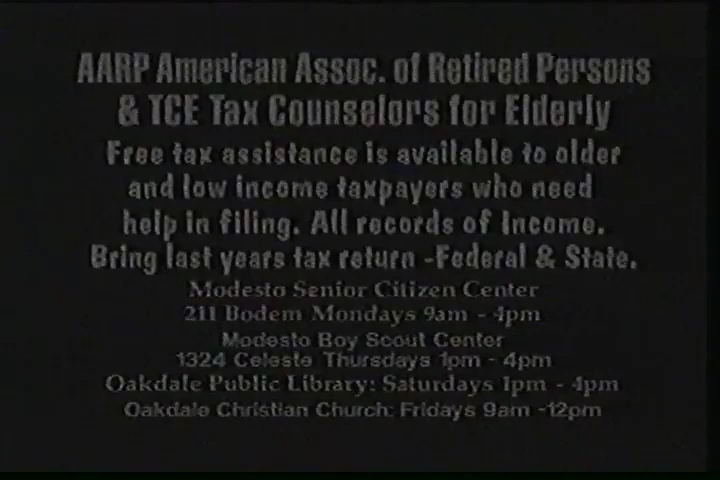 AARP American Assoc. of Retired Persons
& TCE Tax Counselors for Elderly
Free tax assistance is available to older
and low income taxpayers who need
help in filing. All records of Income.
Bring last years tax return -Federal & State.
Modesto Senior Citizen Center
211 Bodem Mondays 9am - 4pm
Modesto Boy Scout Center
1324 Celeste Thursdays 1pm - 4pm
Oakdale Public Library: Saturdays 1pm - 4pm
Oakdale Christian Church: Fridays 9am -12pm